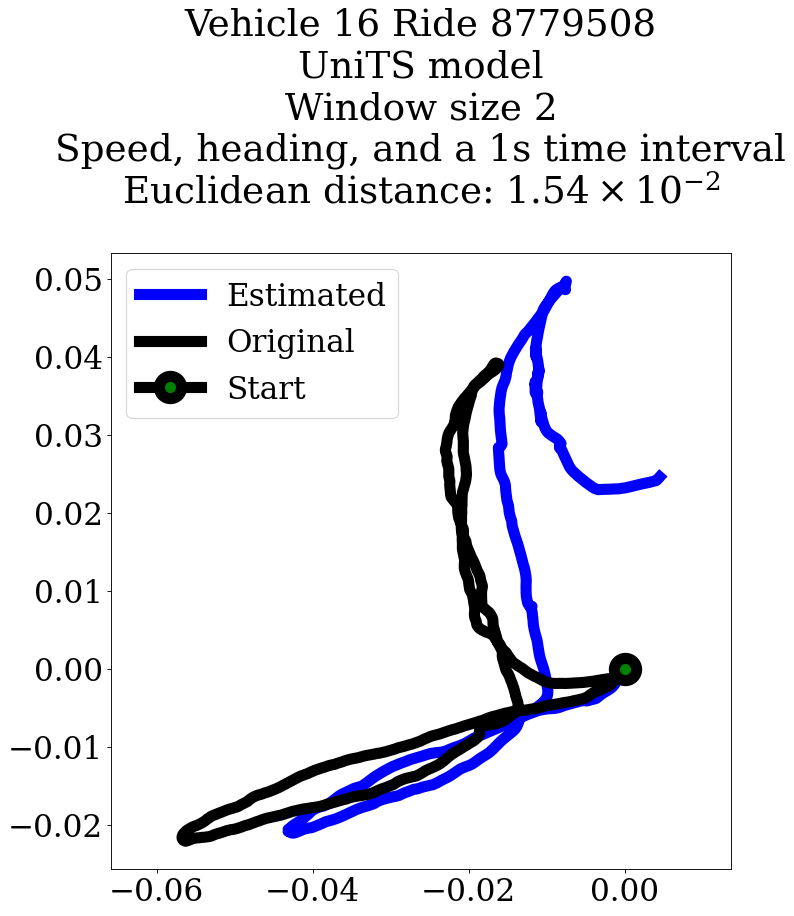 Vehicle 16 Ride 8779508
UniTS model
Window size 2
Speed, heading, and a 1s time interval
Euclidean distance: 1.54 × 10⁻²
Estimated
Original
Start
0.05
0.04
0.03
0.02
0.01
0.00
−0.01
−0.02
−0.06 −0.04 −0.02 0.00